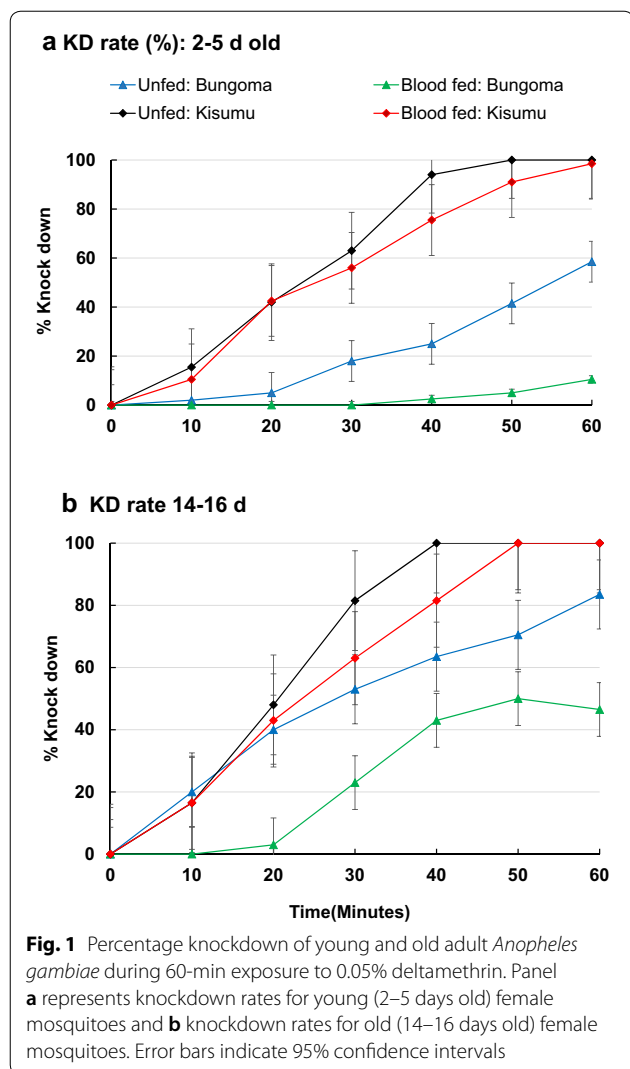 a KD rate (%): 2-5 d old
Unfed: Bungoma
Blood fed: Bungoma
Unfed: Kisumu
Blood fed: Kisumu
100
80
60
40
20
0
% Knock down
0 10 20 30 40 50 60
b KD rate 14-16 d
100
80
60
40
20
0
% Knock down
0 10 20 30 40 50 60
Time(Minutes)
Fig. 1 Percentage knockdown of young and old adult Anopheles
gambiae during 60-min exposure to 0.05% deltamethrin. Panel
a represents knockdown rates for young (2–5 days old) female
mosquitoes and b knockdown rates for old (14–16 days old) female
mosquitoes. Error bars indicate 95% confidence intervals